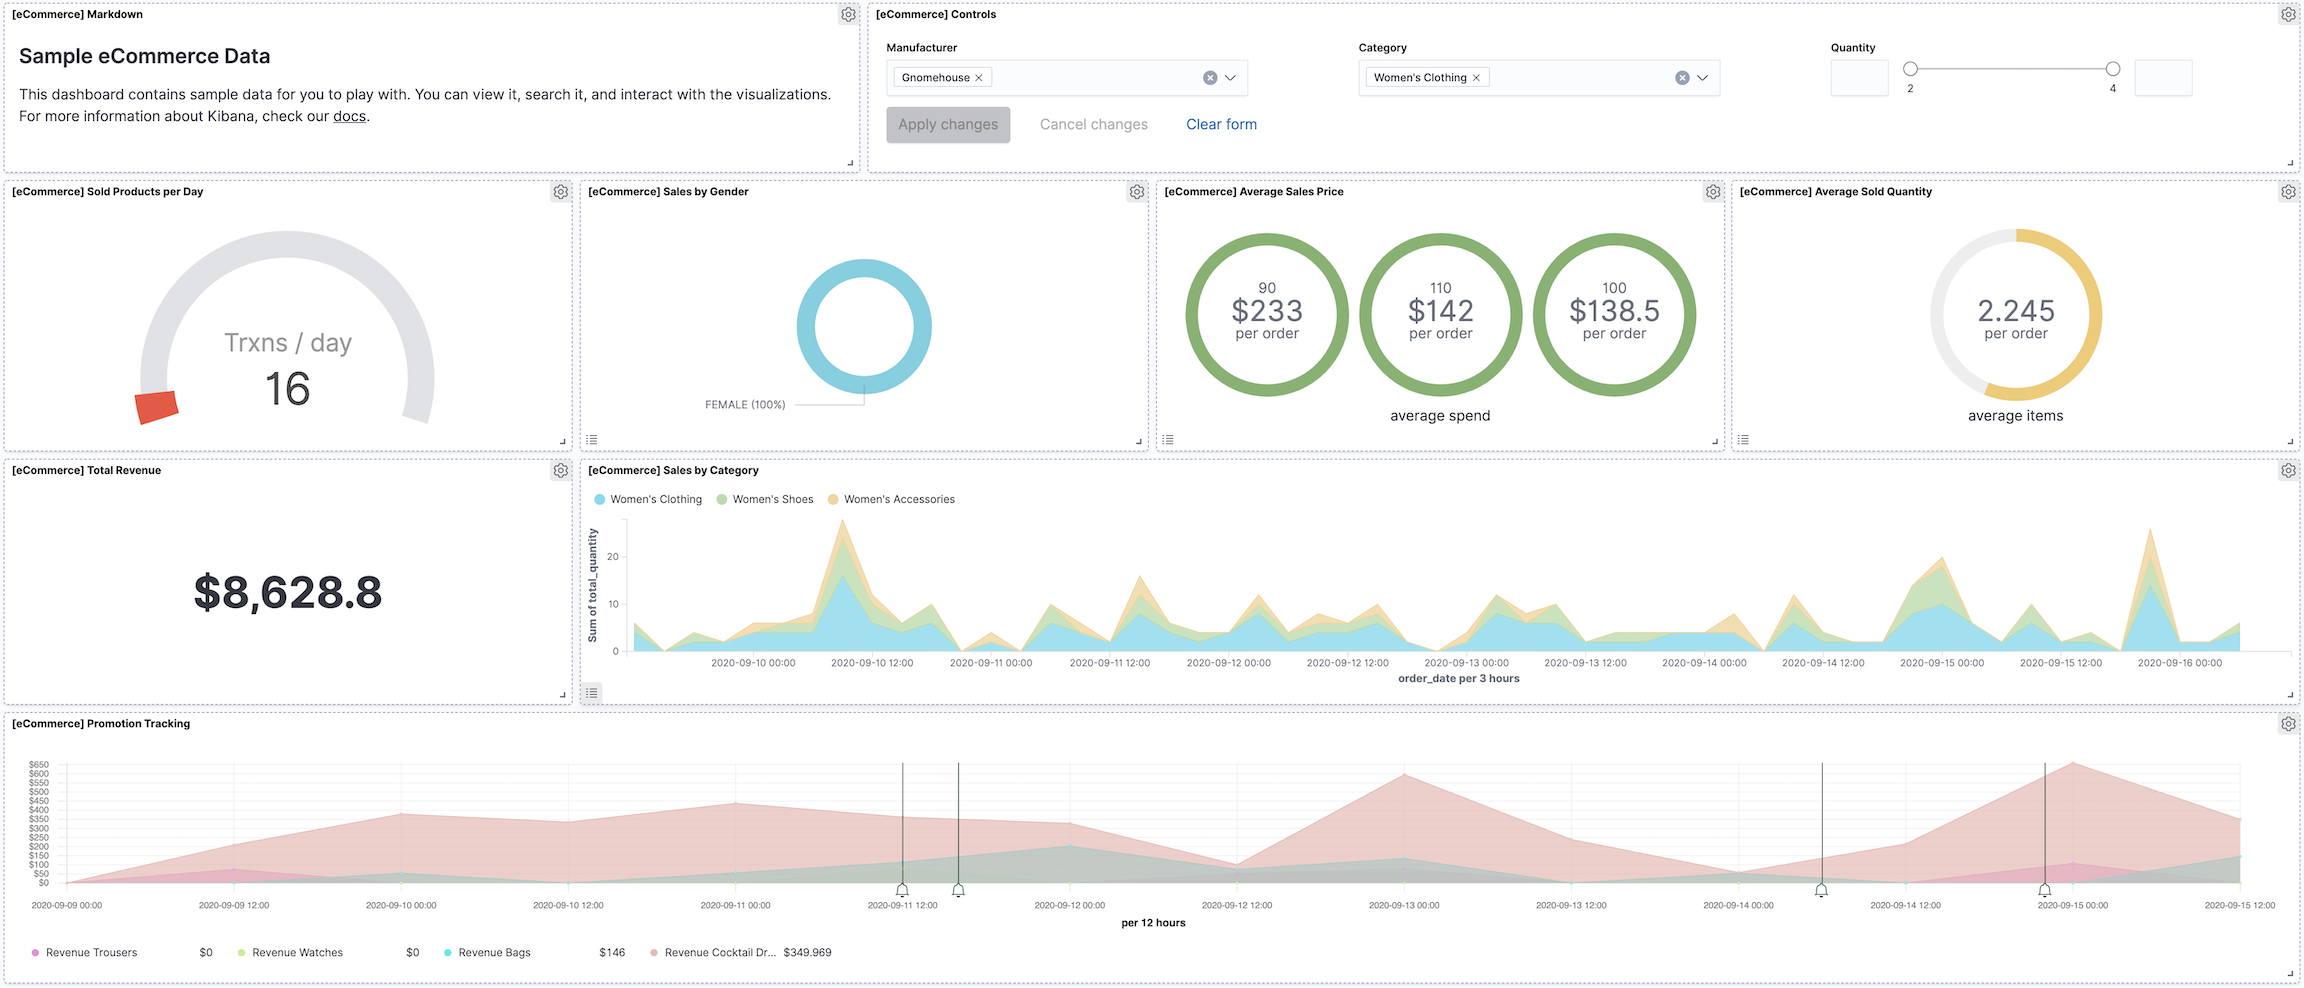 [eCommerce] Markdown
Sample eCommerce Data
This dashboard contains sample data for you to play with. You can view it, search it, and interact with the visualizations.
For more information about Kibana, check our docs.
[eCommerce] Controls
Manufacturer
Gnomehouse
Category
Women's Clothing
Quantity
2
4
Apply changes
Cancel changes
Clear form
[eCommerce] Sold Products per Day
Trxns / day
16
[eCommerce] Sales by Gender
FEMALE (100%)
[eCommerce] Average Sales Price
90
$233
per order
110
$142
per order
100
$138.5
per order
average spend
[eCommerce] Average Sold Quantity
2.245
per order
average items
[eCommerce] Total Revenue
$8,628.8
[eCommerce] Sales by Category
Women's Clothing
Women's Shoes
Women's Accessories
Sum of total_quantity
20
10
0
2020-09-10 00:00
2020-09-10 12:00
2020-09-11 00:00
2020-09-11 12:00
2020-09-12 00:00
2020-09-12 12:00
2020-09-13 00:00
2020-09-13 12:00
2020-09-14 00:00
2020-09-14 12:00
2020-09-15 00:00
2020-09-15 12:00
2020-09-16 00:00
order_date per 3 hours
[eCommerce] Promotion Tracking
$650
$600
$550
$500
$450
$400
$350
$300
$250
$200
$150
$100
$50
$0
2020-09-09 00:00
2020-09-09 12:00
2020-09-10 00:00
2020-09-10 12:00
2020-09-11 00:00
2020-09-11 12:00
2020-09-12 00:00
2020-09-12 12:00
2020-09-13 00:00
2020-09-13 12:00
2020-09-14 00:00
2020-09-14 12:00
2020-09-15 00:00
2020-09-15 12:00
per 12 hours
Revenue Trousers $0
Revenue Watches $0
Revenue Bags $146
Revenue Cocktail Dr... $349.969